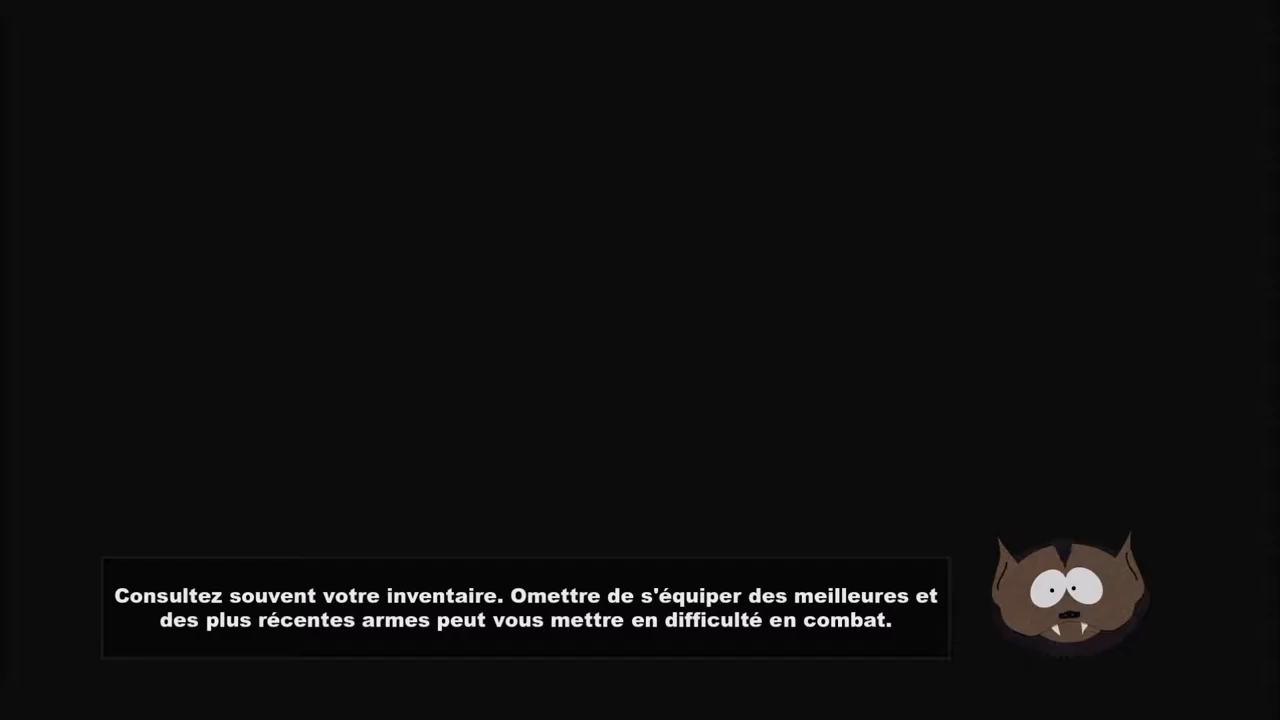 Consultez souvent votre inventaire. Omettre de s'équiper des meilleures et
des plus récentes armes peut vous mettre en difficulté en combat.